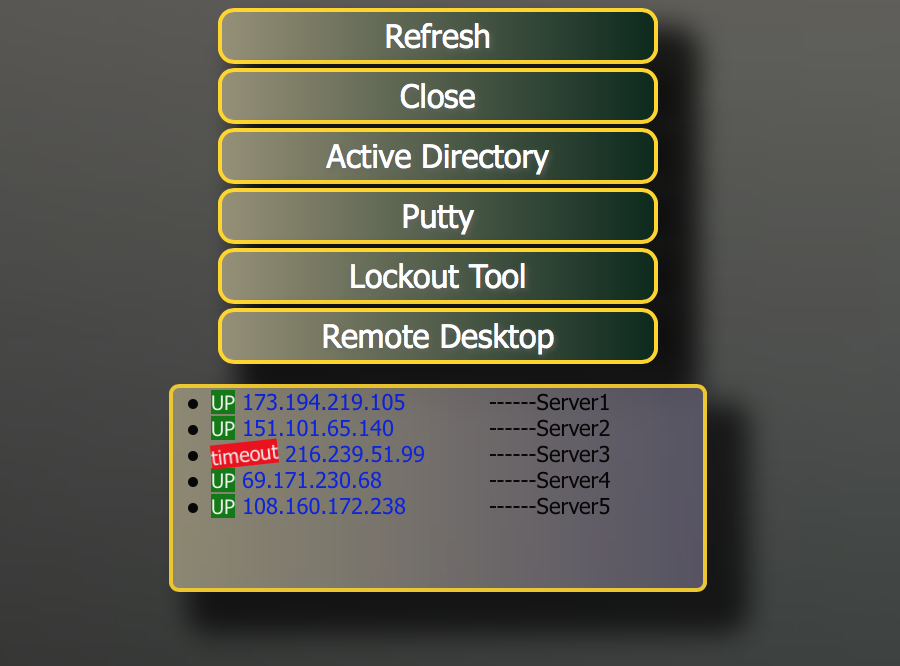 Refresh
Close
Active Directory
Putty
Lockout Tool
Remote Desktop
UP 173.194.219.105 ------Server1
UP 151.101.65.140 ------Server2
timeout 216.239.51.99 ------Server3
UP 69.171.230.68 ------Server4
UP 108.160.172.238 ------Server5